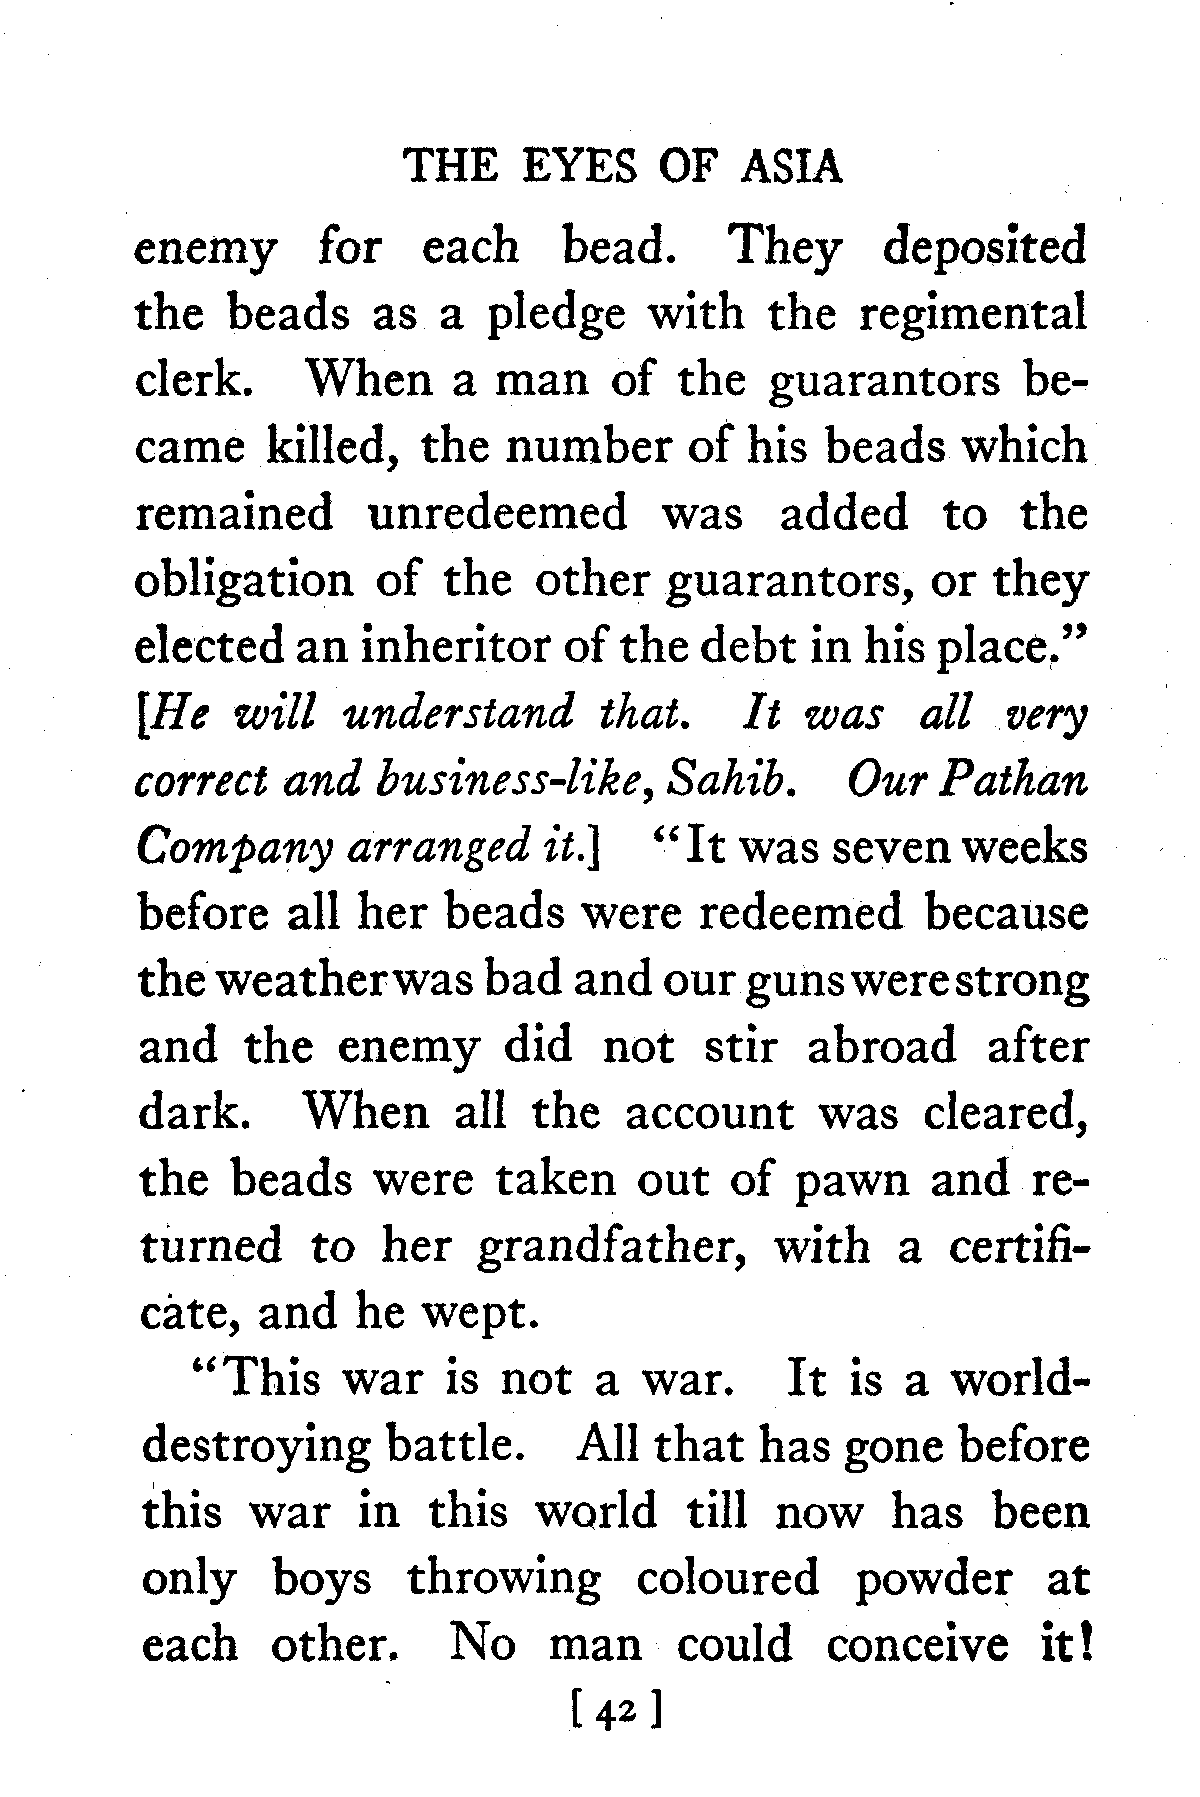 THE EYES OF ASIA
enemy for each bead. They deposited
the beads as a pledge with the regimental
clerk. When a man of the guarantors be-
came killed, the number of his beads which
remained unredeemed was added to the
obligation of the other guarantors, or they
elected an inheritor of the debt in his place.”
[He will understand that. It was all very
correct and business-like, Sahib. Our Pathan
Company arranged it.] “It was seven weeks
before all her beads were redeemed because
the weather was bad and our guns were strong
and the enemy did not stir abroad after
dark. When all the account was cleared,
the beads were taken out of pawn and re-
turned to her grandfather, with a certifi-
cate, and he wept.
“This war is not a war. It is a world-
destroying battle. All that has gone before
this war in this world till now has been
only boys throwing coloured powder at
each other. No man could conceive it!
[ 42 ]